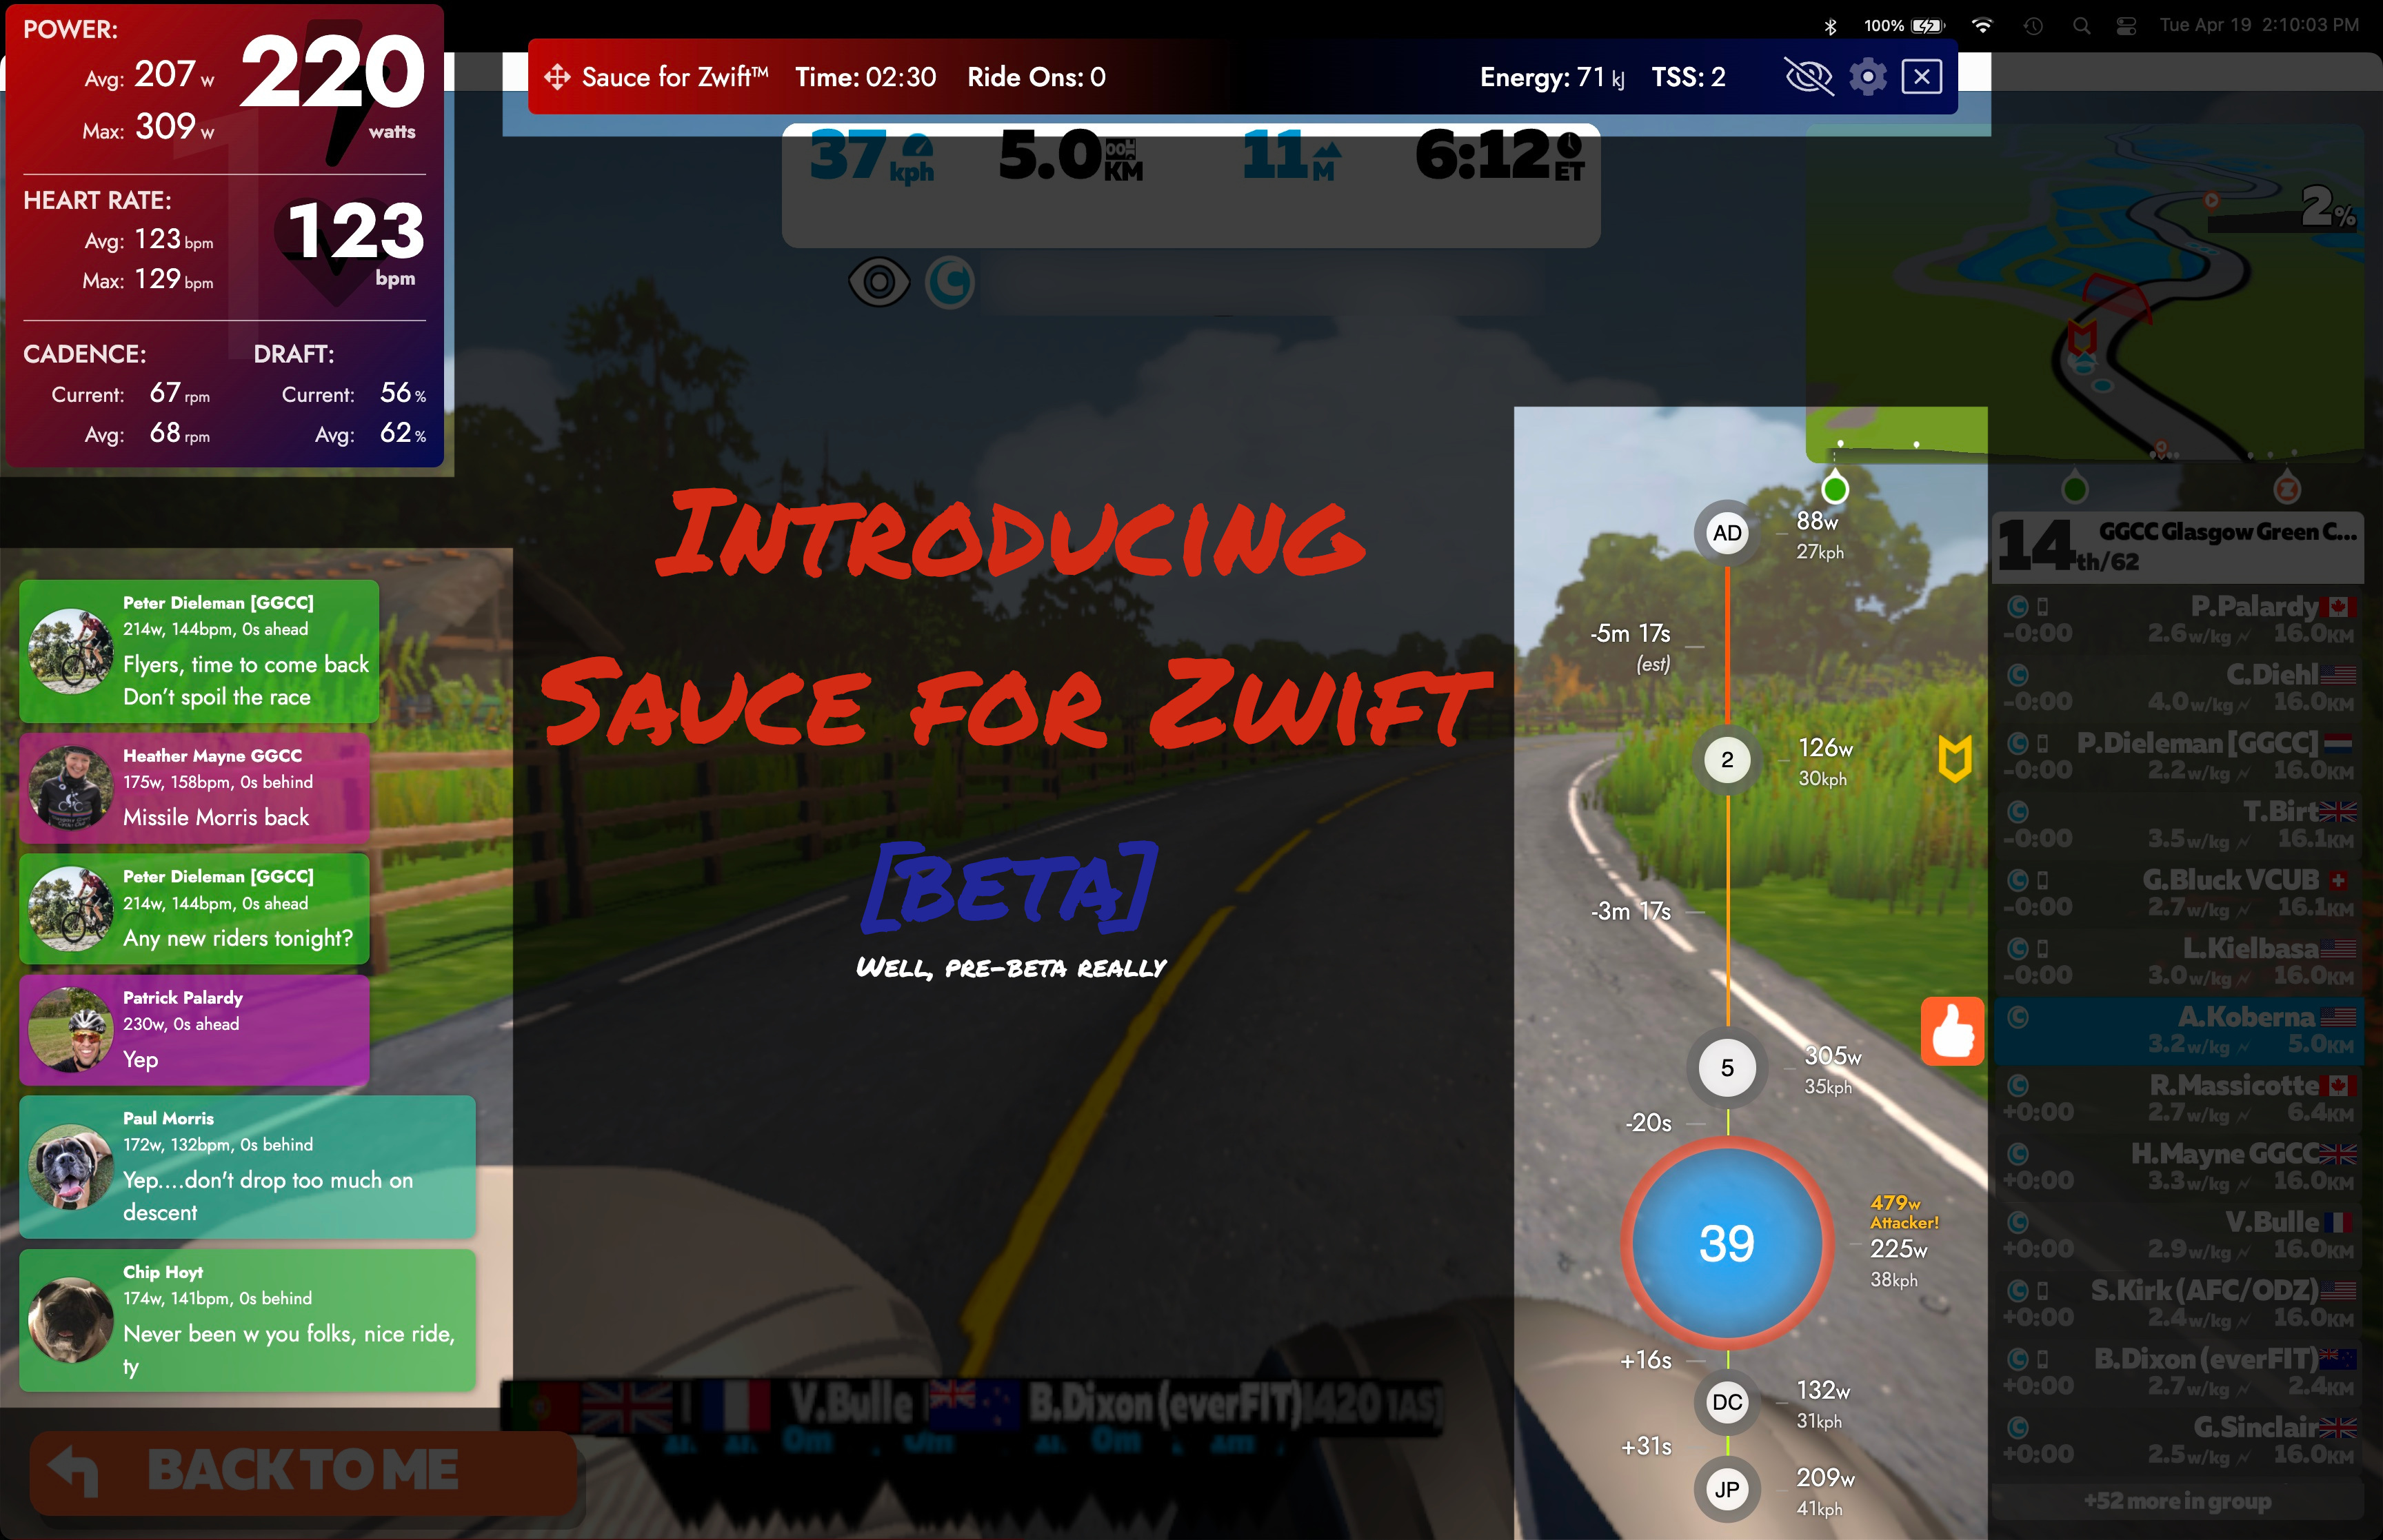 POWER:
Avg: 207 w
Max: 309 w
220
watts
HEART RATE:
Avg: 123 bpm
Max: 129 bpm
123
bpm
CADENCE:
Current: 67 rpm
Avg: 68 rpm
DRAFT:
Current: 56 %
Avg: 62 %
100%
Tue Apr 19 2:10:03 PM
Sauce for Zwift™ Time: 02:30 Ride Ons: 0 Energy: 71 kJ TSS: 2
37 kph 5.0 KM 11 M 6:12 ET
2%
Introducing
Sauce for Zwift
[BETA]
Well, pre-beta really
Peter Dieleman [GGCC]
214w, 144bpm, 0s ahead
Flyers, time to come back
Don't spoil the race
Heather Mayne GGCC
175w, 158bpm, 0s behind
Missile Morris back
Peter Dieleman [GGCC]
214w, 144bpm, 0s ahead
Any new riders tonight?
Patrick Palardy
230w, 0s ahead
Yep
Paul Morris
172w, 132bpm, 0s behind
Yep....don't drop too much on
descent
Chip Hoyt
174w, 141bpm, 0s behind
Never been w you folks, nice ride,
ty
BACK TO ME
V.Bulle B.Dixon (everFIT)
0m 0m
AD
88w
27kph
-5m 17s
(est)
2
126w
30kph
-3m 17s
5
305w
35kph
-20s
39
479w
Attacker!
225w
38kph
+16s
DC
132w
31kph
+31s
JP
209w
41kph
14th/62
GGCC Glasgow Green C...
P.Palardy
-0:00 2.6w/kg 16.0KM
C.Diehl
-0:00 4.0w/kg 16.0KM
P.Dieleman [GGCC]
-0:00 2.2w/kg 16.0KM
T.Birt
-0:00 3.5w/kg 16.1KM
G.Bluck VCUB
-0:00 2.7w/kg 16.1KM
L.Kielbasa
-0:00 3.0w/kg 16.0KM
A.Koberna
3.2w/kg 5.0KM
R.Massicotte
+0:00 2.7w/kg 6.4KM
H.Mayne GGCC
+0:00 3.3w/kg 16.0KM
V.Bulle
+0:00 2.9w/kg 16.0KM
S.Kirk (AFC/ODZ)
+0:00 2.4w/kg 16.0KM
B.Dixon (everFIT)
+0:00 2.7w/kg 2.4KM
G.Sinclair
+0:00 2.5w/kg 16.0KM
+52 more in group